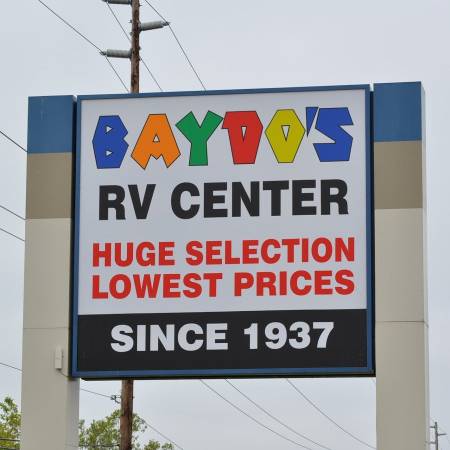 BAYDO'S
RV CENTER
HUGE SELECTION
LOWEST PRICES
SINCE 1937